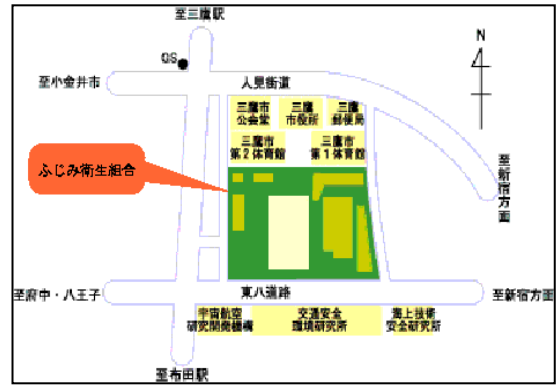 至三鷹駅
GS
N
至小金井市
人見街道
三鷹市
公会堂
三鷹
市役所
三鷹
郵便局
三鷹市
第2体育館
三鷹市
第1体育館
ふじみ衛生組合
至新宿方面
至府中・八王子
東八道路
至新宿方面
宇宙航空
研究開発機構
交通安全
環境研究所
海上技術
安全研究所
至布田駅